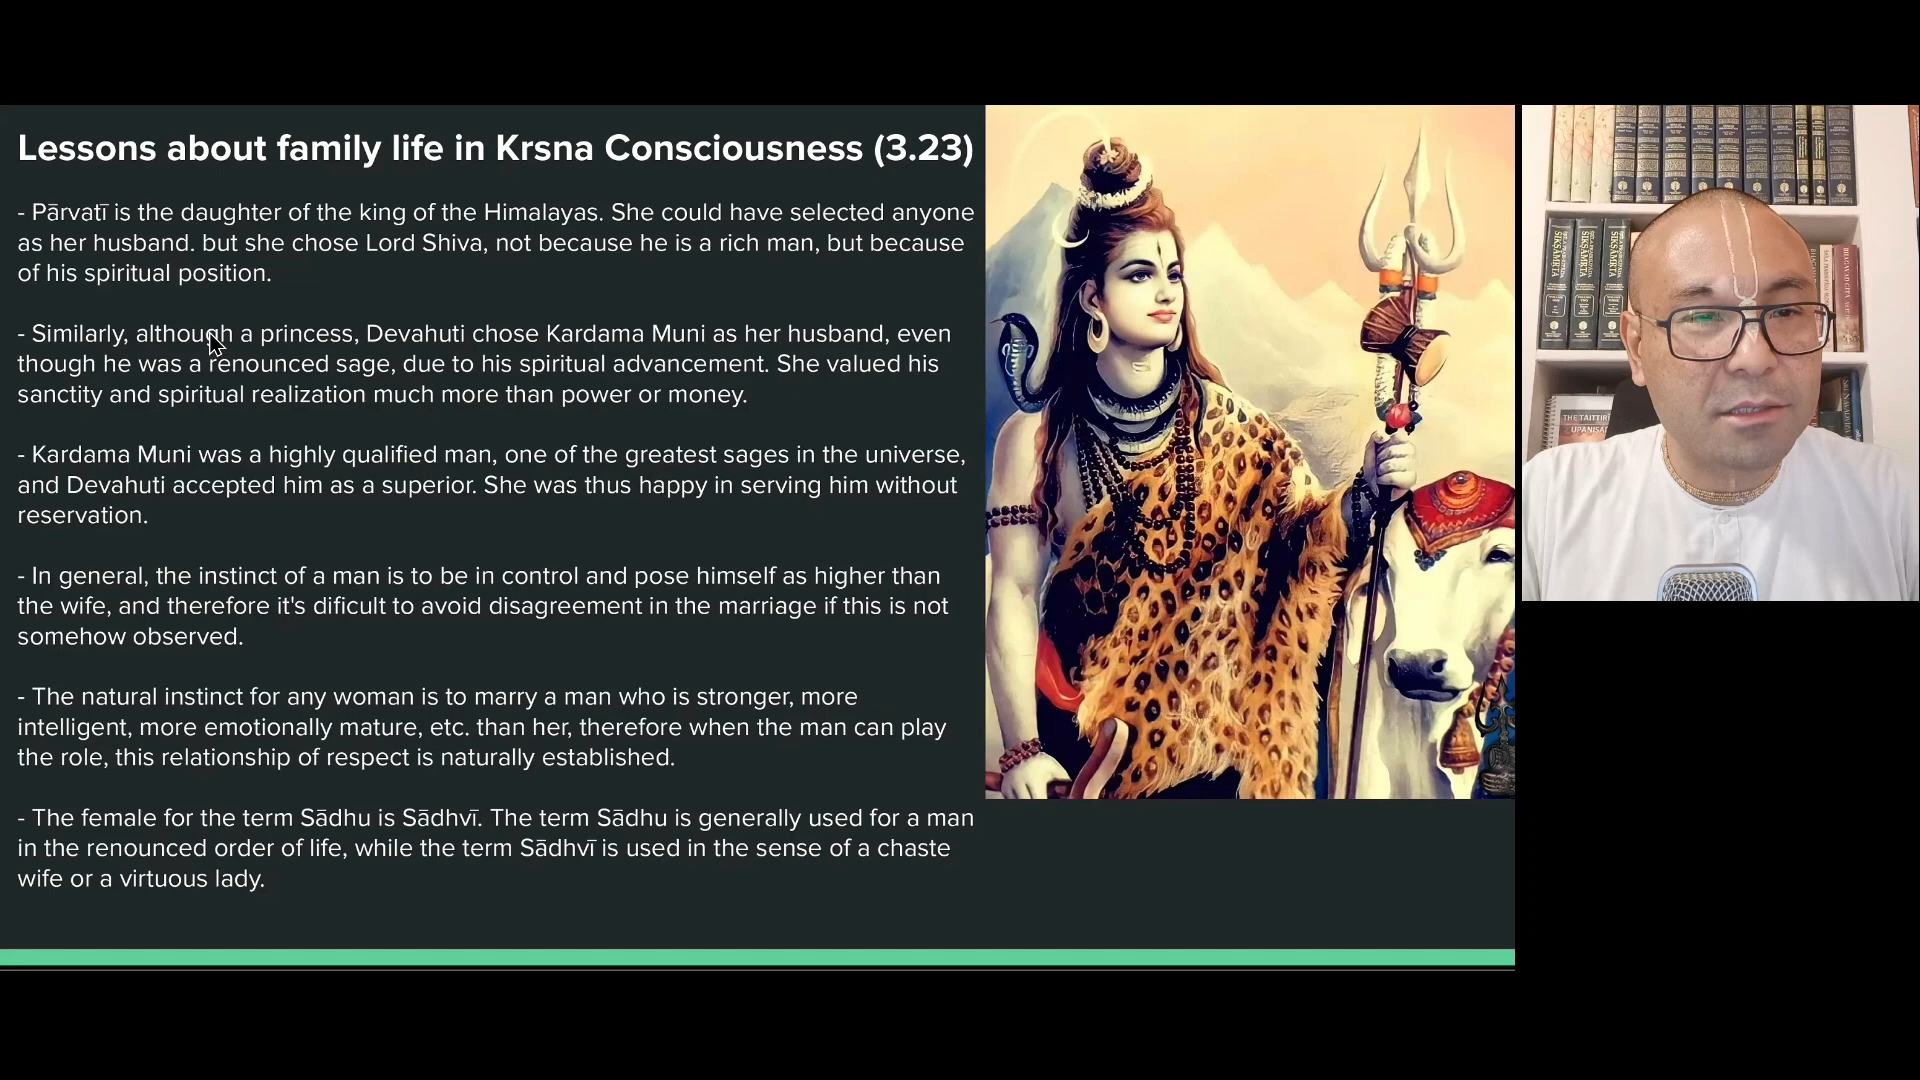 Lessons about family life in Krsna Consciousness (3.23)
- Pārvatī is the daughter of the king of the Himalayas. She could have selected anyone
as her husband. but she chose Lord Shiva, not because he is a rich man, but because
of his spiritual position.
- Similarly, although a princess, Devahuti chose Kardama Muni as her husband, even
though he was a renounced sage, due to his spiritual advancement. She valued his
sanctity and spiritual realization much more than power or money.
- Kardama Muni was a highly qualified man, one of the greatest sages in the universe,
and Devahuti accepted him as a superior. She was thus happy in serving him without
reservation.
- In general, the instinct of a man is to be in control and pose himself as higher than
the wife, and therefore it's dificult to avoid disagreement in the marriage if this is not
somehow observed.
- The natural instinct for any woman is to marry a man who is stronger, more
intelligent, more emotionally mature, etc. than her, therefore when the man can play
the role, this relationship of respect is naturally established.
- The female for the term Sādhu is Sādhvī. The term Sādhu is generally used for a man
in the renounced order of life, while the term Sādhvī is used in the sense of a chaste
wife or a virtuous lady.
ŚIKṢĀMṚTA
ŚIKṢĀMṚTA
ŚIKṢĀMṚTA
THE TAITTIRI
UPANISAD